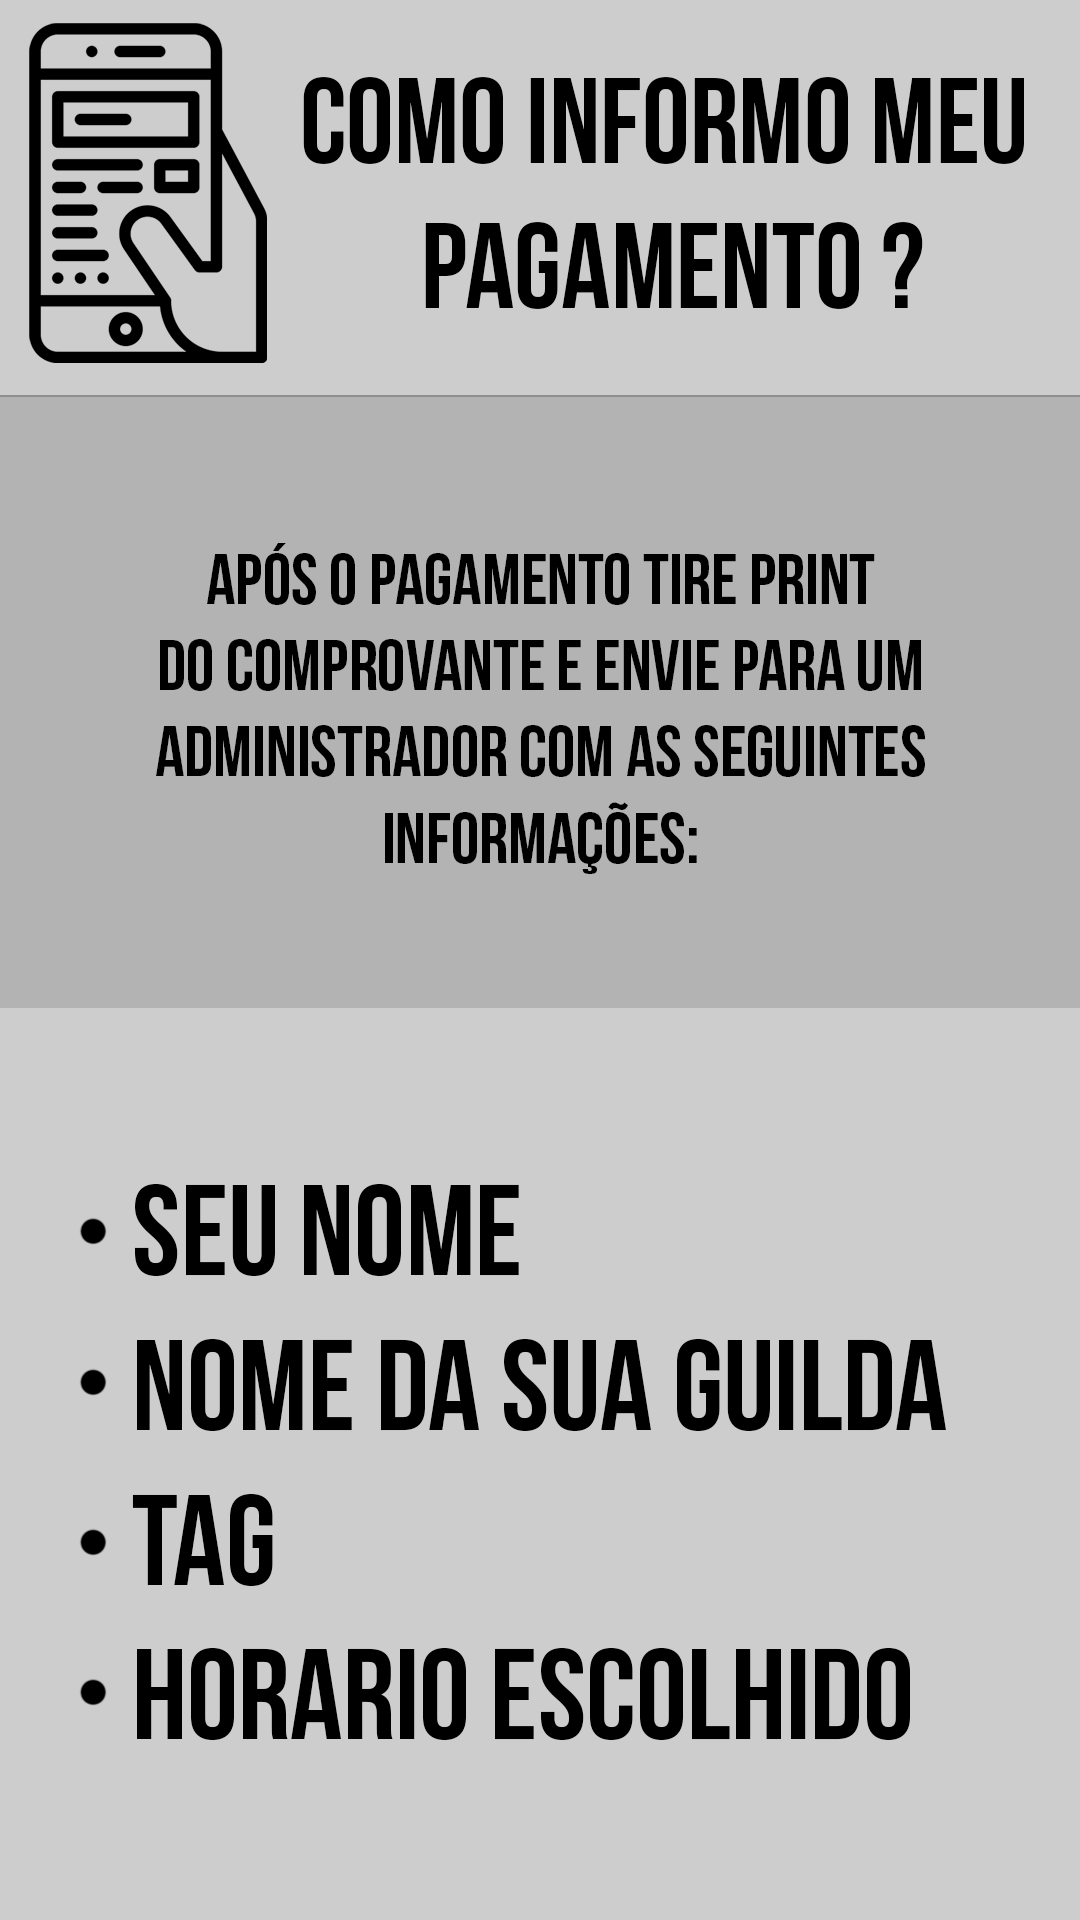 COMO INFORMO MEU
PAGAMENTO ?
APÓS O PAGAMENTO TIRE PRINT
DO COMPROVANTE E ENVIE PARA UM
ADMINISTRADOR COM AS SEGUINTES
INFORMAÇÕES:
• SEU NOME
• NOME DA SUA GUILDA
• TAG
• HORARIO ESCOLHIDO